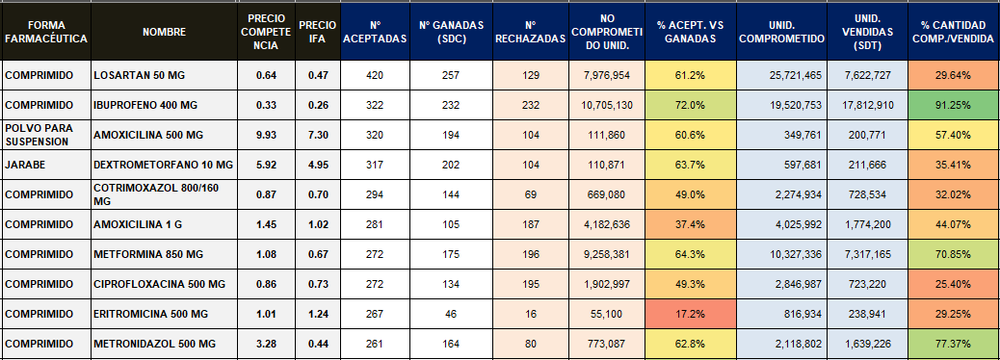 FORMA FARMACÉUTICA | NOMBRE | PRECIO COMPETE NCIA | PRECIO IFA | Nº ACEPTADAS | Nº GANADAS (SDC) | Nº RECHAZADAS | NO COMPROMETI DO UNID. | % ACEPT. VS GANADAS | UNID. COMPROMETIDO | UNID. VENDIDAS (SDT) | % CANTIDAD COMP./VENDIDA
COMPRIMIDO | LOSARTAN 50 MG | 0.64 | 0.47 | 420 | 257 | 129 | 7,976,954 | 61.2% | 25,721,465 | 7,622,727 | 29.64%
COMPRIMIDO | IBUPROFENO 400 MG | 0.33 | 0.26 | 322 | 232 | 232 | 10,705,130 | 72.0% | 19,520,753 | 17,812,910 | 91.25%
POLVO PARA SUSPENSION | AMOXICILINA 500 MG | 9.93 | 7.30 | 320 | 194 | 104 | 111,860 | 60.6% | 349,761 | 200,771 | 57.40%
JARABE | DEXTROMETORFANO 10 MG | 5.92 | 4.95 | 317 | 202 | 104 | 110,871 | 63.7% | 597,681 | 211,666 | 35.41%
COMPRIMIDO | COTRIMOXAZOL 800/160 MG | 0.87 | 0.70 | 294 | 144 | 69 | 669,080 | 49.0% | 2,274,934 | 728,534 | 32.02%
COMPRIMIDO | AMOXICILINA 1 G | 1.45 | 1.02 | 281 | 105 | 187 | 4,182,636 | 37.4% | 4,025,992 | 1,774,200 | 44.07%
COMPRIMIDO | METFORMINA 850 MG | 1.08 | 0.67 | 272 | 175 | 196 | 9,258,381 | 64.3% | 10,327,336 | 7,317,165 | 70.85%
COMPRIMIDO | CIPROFLOXACINA 500 MG | 0.86 | 0.73 | 272 | 134 | 195 | 1,902,997 | 49.3% | 2,846,987 | 723,220 | 25.40%
COMPRIMIDO | ERITROMICINA 500 MG | 1.01 | 1.24 | 267 | 46 | 16 | 55,100 | 17.2% | 816,934 | 238,941 | 29.25%
COMPRIMIDO | METRONIDAZOL 500 MG | 3.28 | 0.44 | 261 | 164 | 80 | 773,087 | 62.8% | 2,118,802 | 1,639,226 | 77.37%